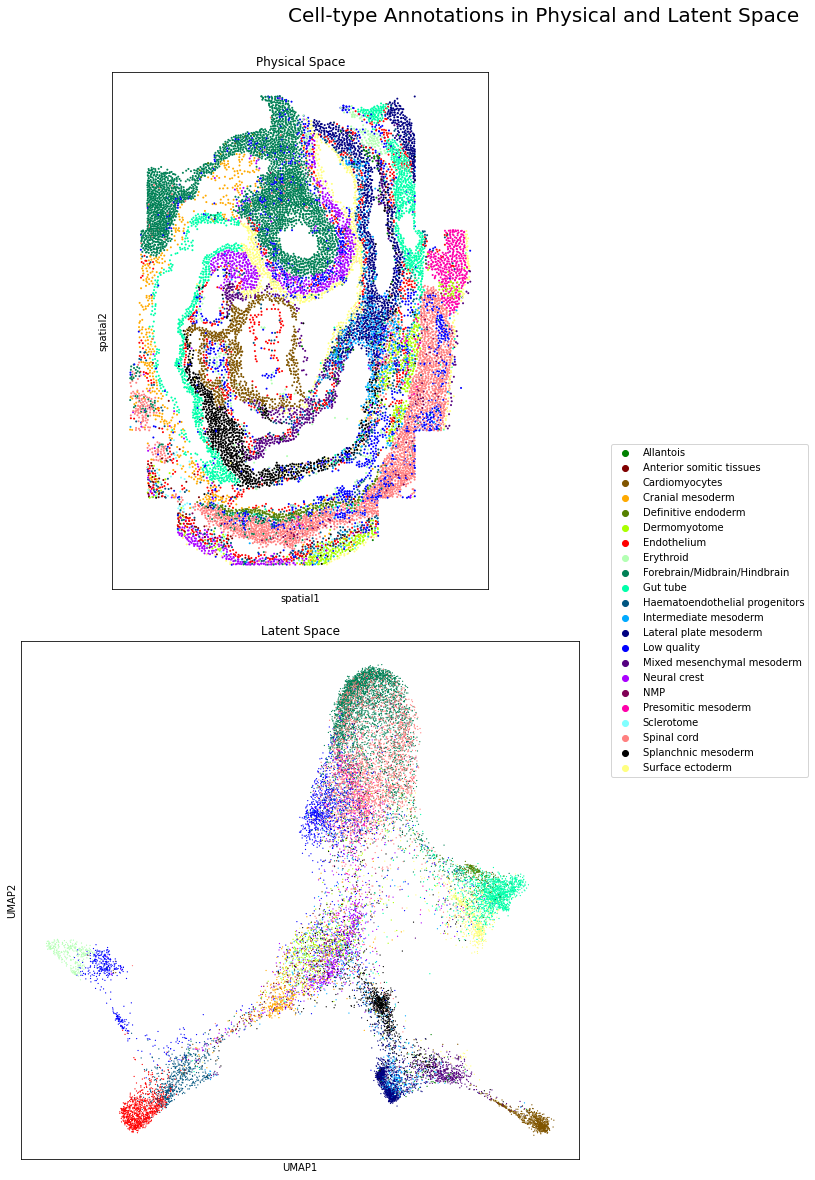 Cell-type Annotations in Physical and Latent Space
Physical Space
spatial2
spatial1
Allantois
Anterior somitic tissues
Cardiomyocytes
Cranial mesoderm
Definitive endoderm
Dermomyotome
Endothelium
Erythroid
Forebrain/Midbrain/Hindbrain
Gut tube
Haematoendothelial progenitors
Intermediate mesoderm
Lateral plate mesoderm
Low quality
Mixed mesenchymal mesoderm
Neural crest
NMP
Presomitic mesoderm
Sclerotome
Spinal cord
Splanchnic mesoderm
Surface ectoderm
Latent Space
UMAP2
UMAP1